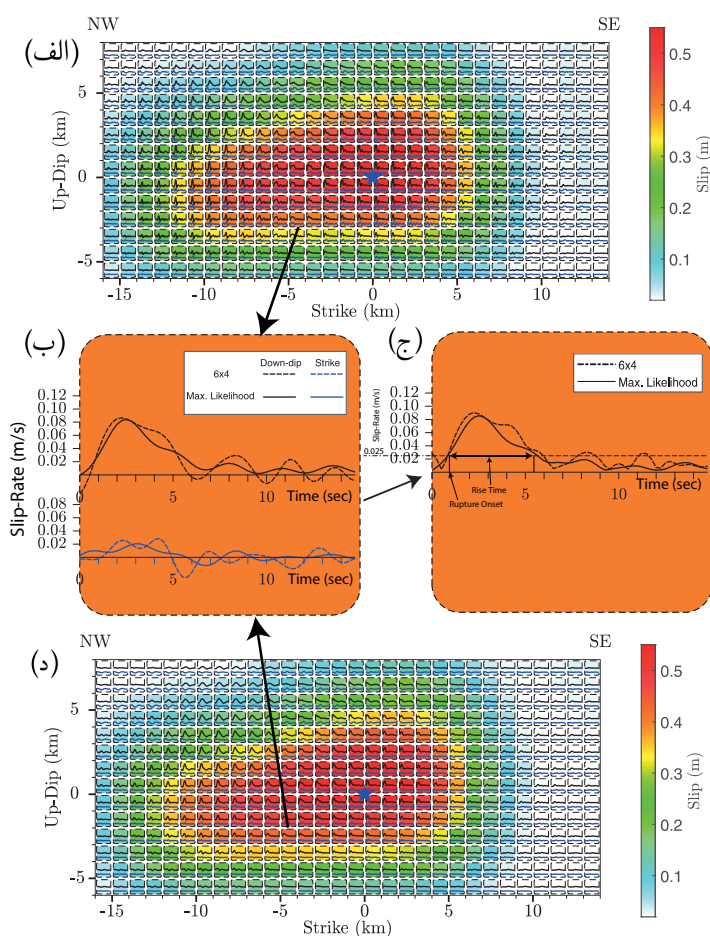 NW
SE
(الف)
Up-Dip (km)
5
0
-5
-15
-10
-5
0
5
10
Strike (km)
Slip (m)
0.5
0.4
0.3
0.2
0.1
(ب)
Down-dip
Strike
6x4
Max. Likelihood
Slip-Rate (m/s)
0.12
0.10
0.08
0.06
0.04
0.02
0
5
10
Time (sec)
0.08
0.06
0.04
0.02
0
5
10
Time (sec)
(ج)
6x4
Max. Likelihood
Slip-Rate (m/s)
0.12
0.10
0.08
0.06
0.04
0.02
0.025
0
5
10
Time (sec)
Rise Time
Rupture Onset
NW
SE
(د)
Up-Dip (km)
5
0
-5
-15
-10
-5
0
5
10
Strike (km)
Slip (m)
0.5
0.4
0.3
0.2
0.1